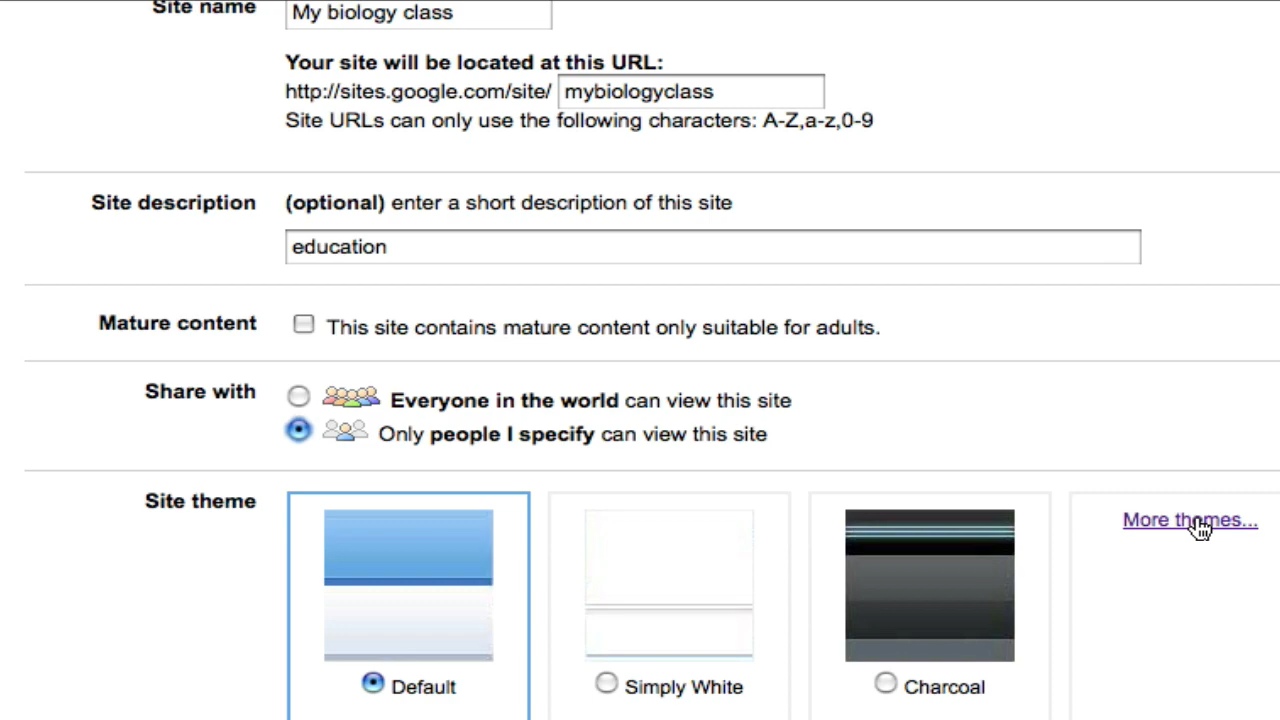 Site name
My biology class
Your site will be located at this URL:
http://sites.google.com/site/ mybiologyclass
Site URLs can only use the following characters: A-Z,a-z,0-9
Site description
(optional) enter a short description of this site
education
Mature content
This site contains mature content only suitable for adults.
Share with
Everyone in the world can view this site
Only people I specify can view this site
Site theme
More themes...
Default
Simply White
Charcoal